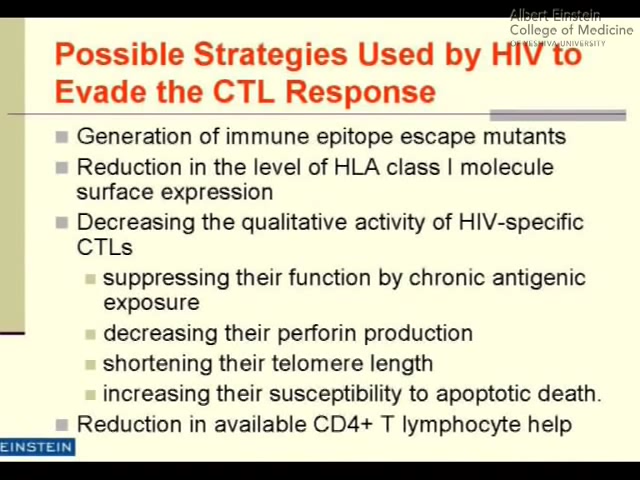 Albert Einstein
College of Medicine
OF YESHIVA UNIVERSITY
Possible Strategies Used by HIV to
Evade the CTL Response
Generation of immune epitope escape mutants
Reduction in the level of HLA class I molecule
surface expression
Decreasing the qualitative activity of HIV-specific
CTLs
suppressing their function by chronic antigenic
exposure
decreasing their perforin production
shortening their telomere length
increasing their susceptibility to apoptotic death.
Reduction in available CD4+ T lymphocyte help
EINSTEIN